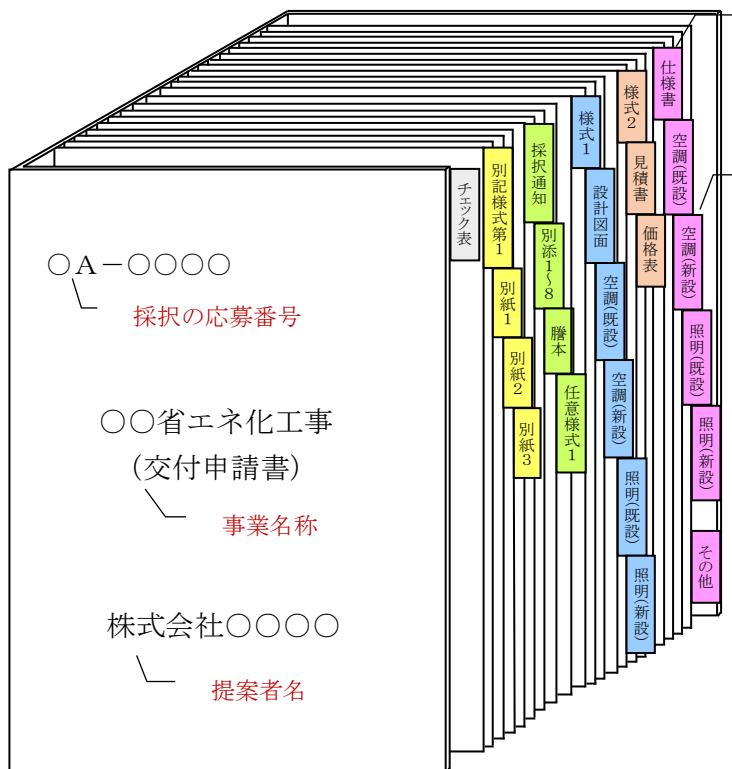 ○A－○○○○
採択の応募番号
○○省エネ化工事
(交付申請書)
事業名称
株式会社○○○○
提案者名
チェック表
別記様式第1
別紙1
別紙2
別紙3
採択通知
別添1～8
謄本
任意様式1
様式1
設計図面
空調(既設)
空調(新設)
照明(既設)
照明(新設)
様式2
見積書
価格表
仕様書
空調(既設)
空調(新設)
照明(既設)
照明(新設)
その他